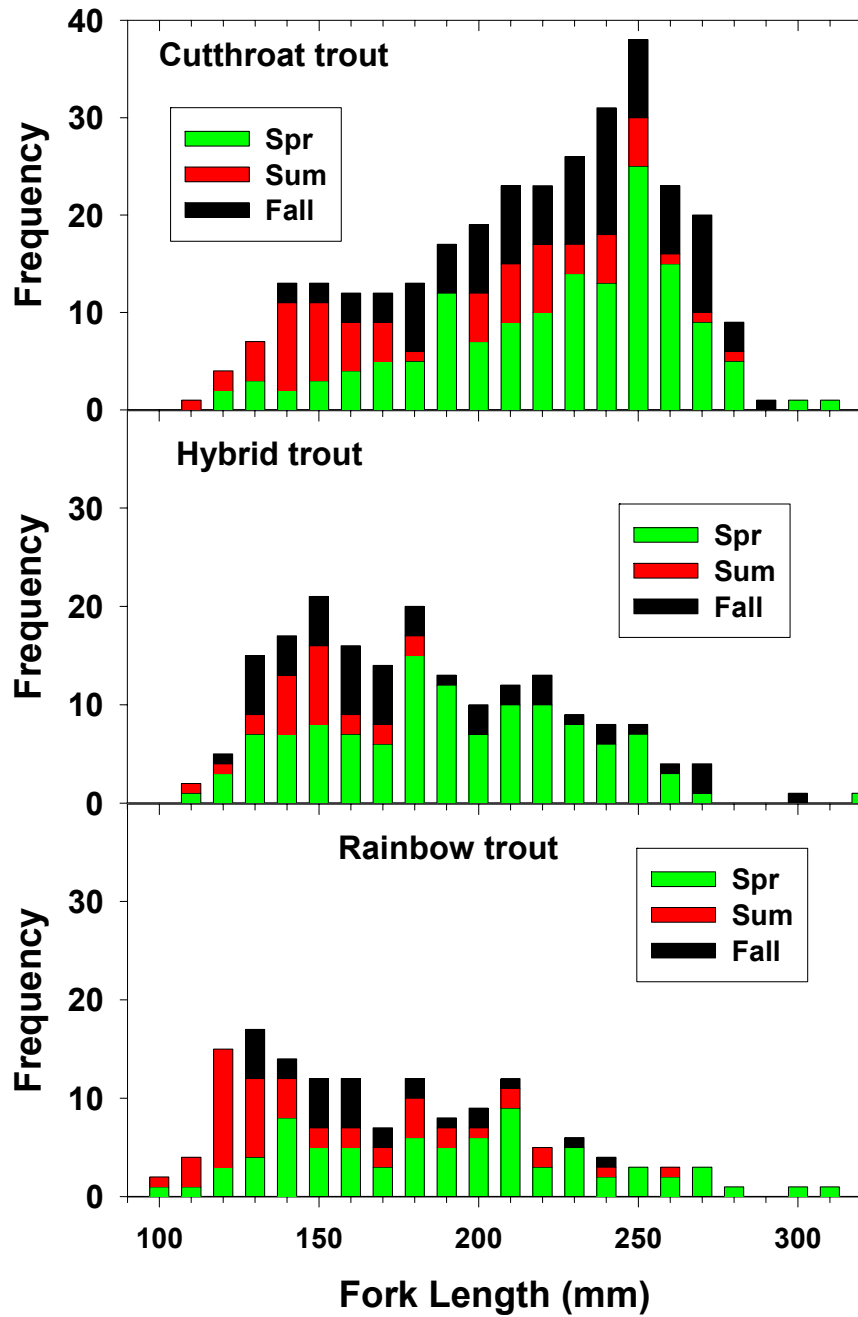 40
Cutthroat trout
30
Spr
Sum
Fall
20
10
0
Frequency
Hybrid trout
30
Spr
Sum
Fall
20
10
0
Frequency
Rainbow trout
30
Spr
Sum
Fall
20
10
0
Frequency
100 150 200 250 300
Fork Length (mm)